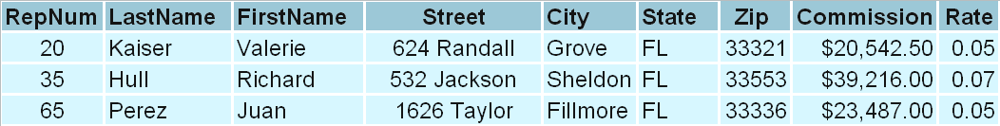 RepNum LastName FirstName Street City State Zip Commission Rate
20 Kaiser Valerie 624 Randall Grove FL 33321 $20,542.50 0.05
35 Hull Richard 532 Jackson Sheldon FL 33553 $39,216.00 0.07
65 Perez Juan 1626 Taylor Fillmore FL 33336 $23,487.00 0.05